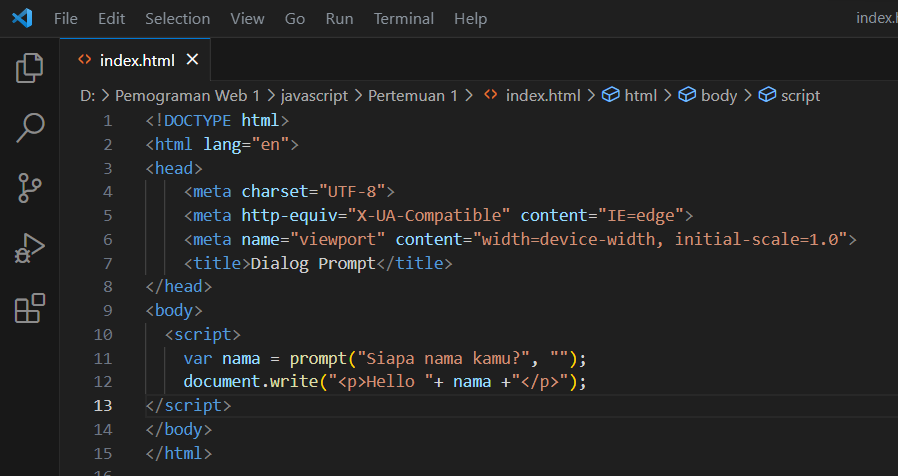 File Edit Selection View Go Run Terminal Help index.h
<> index.html ×
D: > Pemograman Web 1 > javascript > Pertemuan 1 > <> index.html > html > body > script
1 <!DOCTYPE html>
2 <html lang="en">
3 <head>
4     <meta charset="UTF-8">
5     <meta http-equiv="X-UA-Compatible" content="IE=edge">
6     <meta name="viewport" content="width=device-width, initial-scale=1.0">
7     <title>Dialog Prompt</title>
8 </head>
9 <body>
10   <script>
11     var nama = prompt("Siapa nama kamu?", "");
12     document.write("<p>Hello "+ nama +"</p>");
13 </script>
14 </body>
15 </html>
16